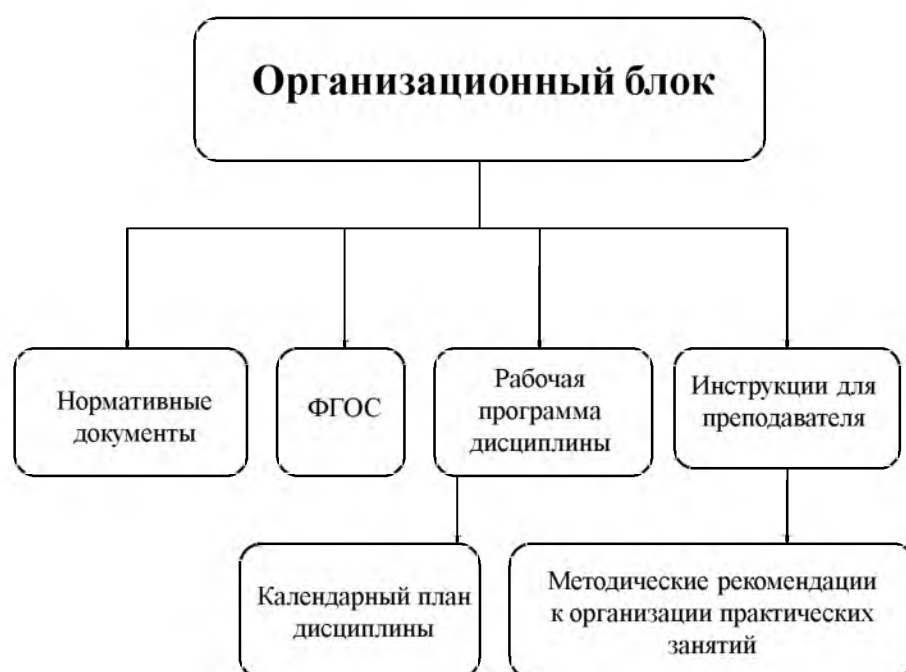 Организационный блок
Нормативные
документы
ФГОС
Рабочая
программа
дисциплины
Инструкции для
преподавателя
Календарный план
дисциплины
Методические рекомендации
к организации практических
занятий